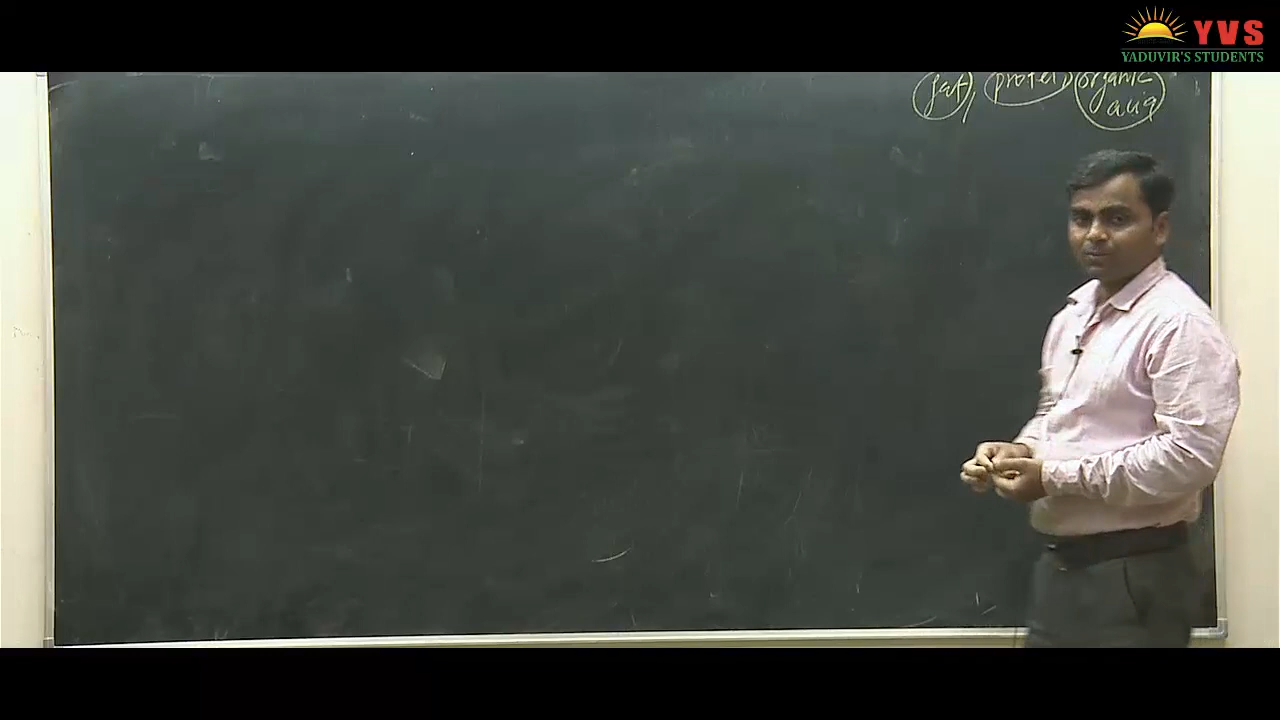 YVS
YADUVIR'S STUDENTS
fat, protein organic
acid